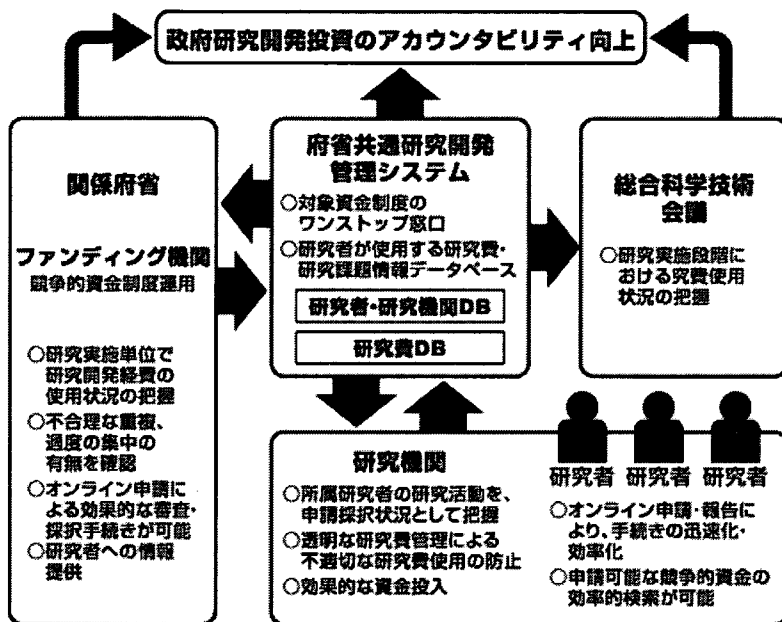 政府研究開発投資のアカウンタビリティ向上
関係府省
ファンディング機関
競争的資金制度運用
○研究実施単位で
研究開発経費の
使用状況の把握
○不合理な重複、
過度の集中の
有無を確認
○オンライン申請に
よる効果的な審査・
採択手続きが可能
○研究者への情報
提供
府省共通研究開発
管理システム
○対象資金制度の
ワンストップ窓口
○研究者が使用する研究費・
研究課題情報データベース
研究者・研究機関DB
研究費DB
総合科学技術
会議
○研究実施段階に
おける究費使用
状況の把握
研究機関
○所属研究者の研究活動を、
申請採択状況として把握
○透明な研究費管理による
不適切な研究費使用の防止
○効果的な資金投入
研究者 研究者 研究者
○オンライン申請・報告に
より、手続きの迅速化・
効率化
○申請可能な競争的資金の
効率的検索が可能